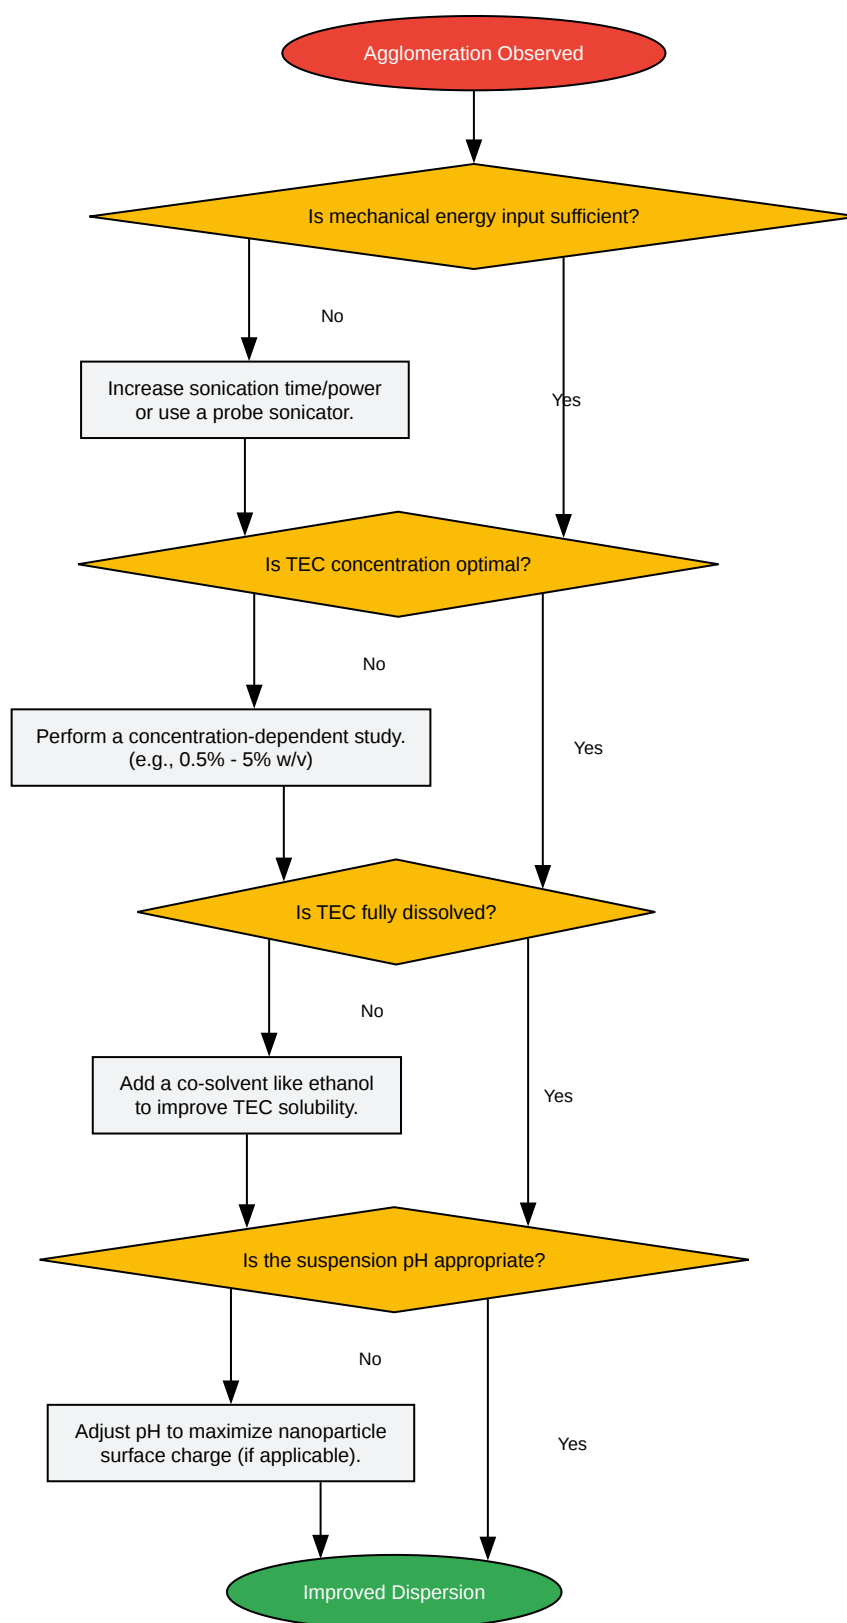 Agglomeration Observed
Is mechanical energy input sufficient?
No
Increase sonication time/power
or use a probe sonicator.
Yes
Is TEC concentration optimal?
No
Perform a concentration-dependent study.
(e.g., 0.5% - 5% w/v)
Yes
Is TEC fully dissolved?
No
Add a co-solvent like ethanol
to improve TEC solubility.
Yes
Is the suspension pH appropriate?
No
Adjust pH to maximize nanoparticle
surface charge (if applicable).
Yes
Improved Dispersion